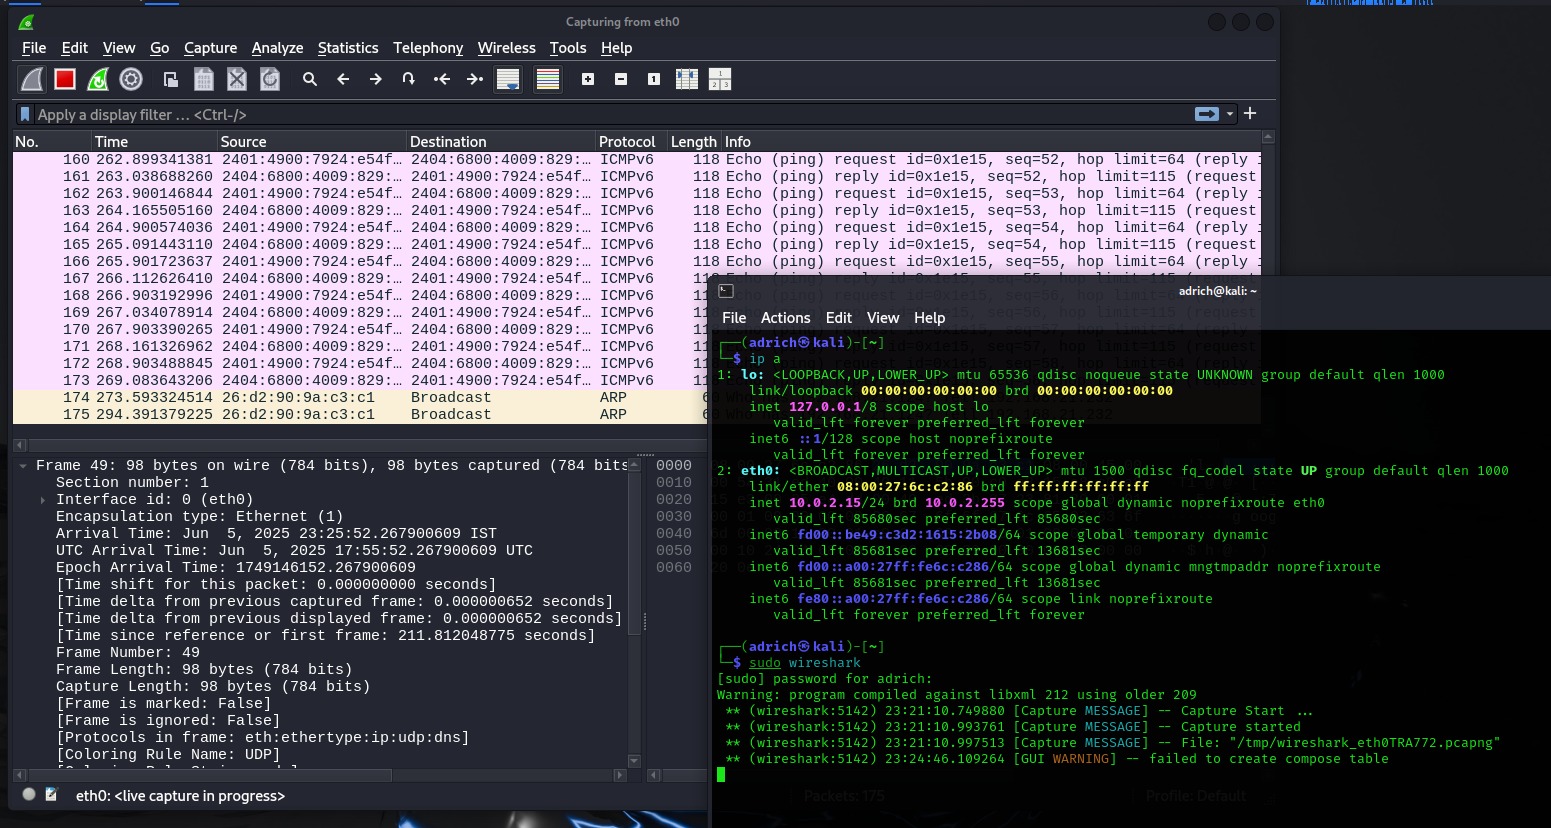 Capturing from eth0
File Edit View Go Capture Analyze Statistics Telephony Wireless Tools Help
Apply a display filter … <Ctrl-/>
No. Time Source Destination Protocol Length Info
160 262.899341381 2401:4900:7924:e54f… 2404:6800:4009:829:… ICMPv6 118 Echo (ping) request id=0x1e15, seq=52, hop limit=64 (reply i
161 263.038688260 2404:6800:4009:829:… 2401:4900:7924:e54f… ICMPv6 118 Echo (ping) reply id=0x1e15, seq=52, hop limit=115 (request
162 263.900146844 2401:4900:7924:e54f… 2404:6800:4009:829:… ICMPv6 118 Echo (ping) request id=0x1e15, seq=53, hop limit=64 (reply i
163 264.165505160 2404:6800:4009:829:… 2401:4900:7924:e54f… ICMPv6 118 Echo (ping) reply id=0x1e15, seq=53, hop limit=115 (request
164 264.900574036 2401:4900:7924:e54f… 2404:6800:4009:829:… ICMPv6 118 Echo (ping) request id=0x1e15, seq=54, hop limit=64 (reply i
165 265.091443110 2404:6800:4009:829:… 2401:4900:7924:e54f… ICMPv6 118 Echo (ping) reply id=0x1e15, seq=54, hop limit=115 (request
166 265.901723637 2401:4900:7924:e54f… 2404:6800:4009:829:… ICMPv6 118 Echo (ping) request id=0x1e15, seq=55, hop limit=64 (reply i
167 266.112626410 2404:6800:4009:829:… 2401:4900:7924:e54f… ICMPv6 118 Echo (ping) reply id=0x1e15, seq=55, hop limit=115 (request
168 266.903192996 2401:4900:7924:e54f… 2404:6800:4009:829:… ICMPv6
169 267.034078914 2404:6800:4009:829:… 2401:4900:7924:e54f… ICMPv6
170 267.903390265 2401:4900:7924:e54f… 2404:6800:4009:829:… ICMPv6
171 268.161326962 2404:6800:4009:829:… 2401:4900:7924:e54f… ICMPv6
172 268.903488845 2401:4900:7924:e54f… 2404:6800:4009:829:… ICMPv6
173 269.083643206 2404:6800:4009:829:… 2401:4900:7924:e54f… ICMPv6
174 273.593324514 26:d2:90:9a:c3:c1 Broadcast ARP
175 294.391379225 26:d2:90:9a:c3:c1 Broadcast ARP
Frame 49: 98 bytes on wire (784 bits), 98 bytes captured (784 bits
Section number: 1
Interface id: 0 (eth0)
Encapsulation type: Ethernet (1)
Arrival Time: Jun 5, 2025 23:25:52.267900609 IST
UTC Arrival Time: Jun 5, 2025 17:55:52.267900609 UTC
Epoch Arrival Time: 1749146152.267900609
[Time shift for this packet: 0.000000000 seconds]
[Time delta from previous captured frame: 0.000000652 seconds]
[Time delta from previous displayed frame: 0.000000652 seconds]
[Time since reference or first frame: 211.812048775 seconds]
Frame Number: 49
Frame Length: 98 bytes (784 bits)
Capture Length: 98 bytes (784 bits)
[Frame is marked: False]
[Frame is ignored: False]
[Protocols in frame: eth:ethertype:ip:udp:dns]
[Coloring Rule Name: UDP]
0000
0010
0020
0030
0040
0050
0060
eth0: <live capture in progress>
Packets: 175
Profile: Default
adrich@kali: ~
File Actions Edit View Help
┌──(adrich㉿kali)-[~]
└─$ ip a
1: lo: <LOOPBACK,UP,LOWER_UP> mtu 65536 qdisc noqueue state UNKNOWN group default qlen 1000
link/loopback 00:00:00:00:00:00 brd 00:00:00:00:00:00
inet 127.0.0.1/8 scope host lo
valid_lft forever preferred_lft forever
inet6 ::1/128 scope host noprefixroute
valid_lft forever preferred_lft forever
2: eth0: <BROADCAST,MULTICAST,UP,LOWER_UP> mtu 1500 qdisc fq_codel state UP group default qlen 1000
link/ether 08:00:27:6c:c2:86 brd ff:ff:ff:ff:ff:ff
inet 10.0.2.15/24 brd 10.0.2.255 scope global dynamic noprefixroute eth0
valid_lft 85680sec preferred_lft 85680sec
inet6 fd00::be49:c3d2:1615:2b08/64 scope global temporary dynamic
valid_lft 85681sec preferred_lft 13681sec
inet6 fd00::a00:27ff:fe6c:c286/64 scope global dynamic mngtmpaddr noprefixroute
valid_lft 85681sec preferred_lft 13681sec
inet6 fe80::a00:27ff:fe6c:c286/64 scope link noprefixroute
valid_lft forever preferred_lft forever
┌──(adrich㉿kali)-[~]
└─$ sudo wireshark
[sudo] password for adrich:
Warning: program compiled against libxml 212 using older 209
** (wireshark:5142) 23:21:10.749880 [Capture MESSAGE] -- Capture Start ...
** (wireshark:5142) 23:21:10.993761 [Capture MESSAGE] -- Capture started
** (wireshark:5142) 23:21:10.997513 [Capture MESSAGE] -- File: "/tmp/wireshark_eth0TRA772.pcapng"
** (wireshark:5142) 23:24:46.109264 [GUI WARNING] -- failed to create compose table